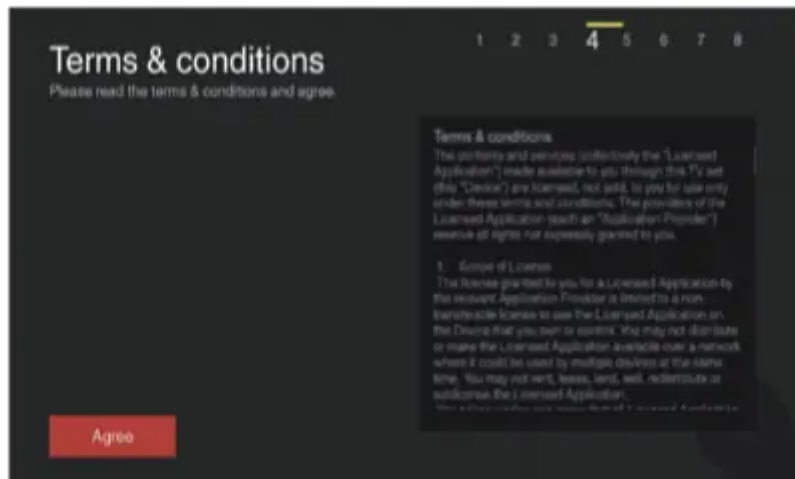 Terms & conditions
Please read the terms & conditions and agree.
1 2 3 4 5 6 7 8
Terms & conditions
The contents and services (collectively the "Licensed
Application") made available to you through this TV set
(this "Device") are licensed, not sold, to you for use only
under these terms and conditions. The providers of the
Licensed Application (each an "Application Provider")
reserve all rights not expressly granted to you.
1. Scope of License
The license granted to you for a Licensed Application by
the relevant Application Provider is limited to a non-
transferable license to use the Licensed Application on
the Device that you own or control. You may not distribute
or make the Licensed Application available over a network
where it could be used by multiple devices at the same
time. You may not rent, lease, lend, sell, redistribute or
sublicense the Licensed Application.
Agree